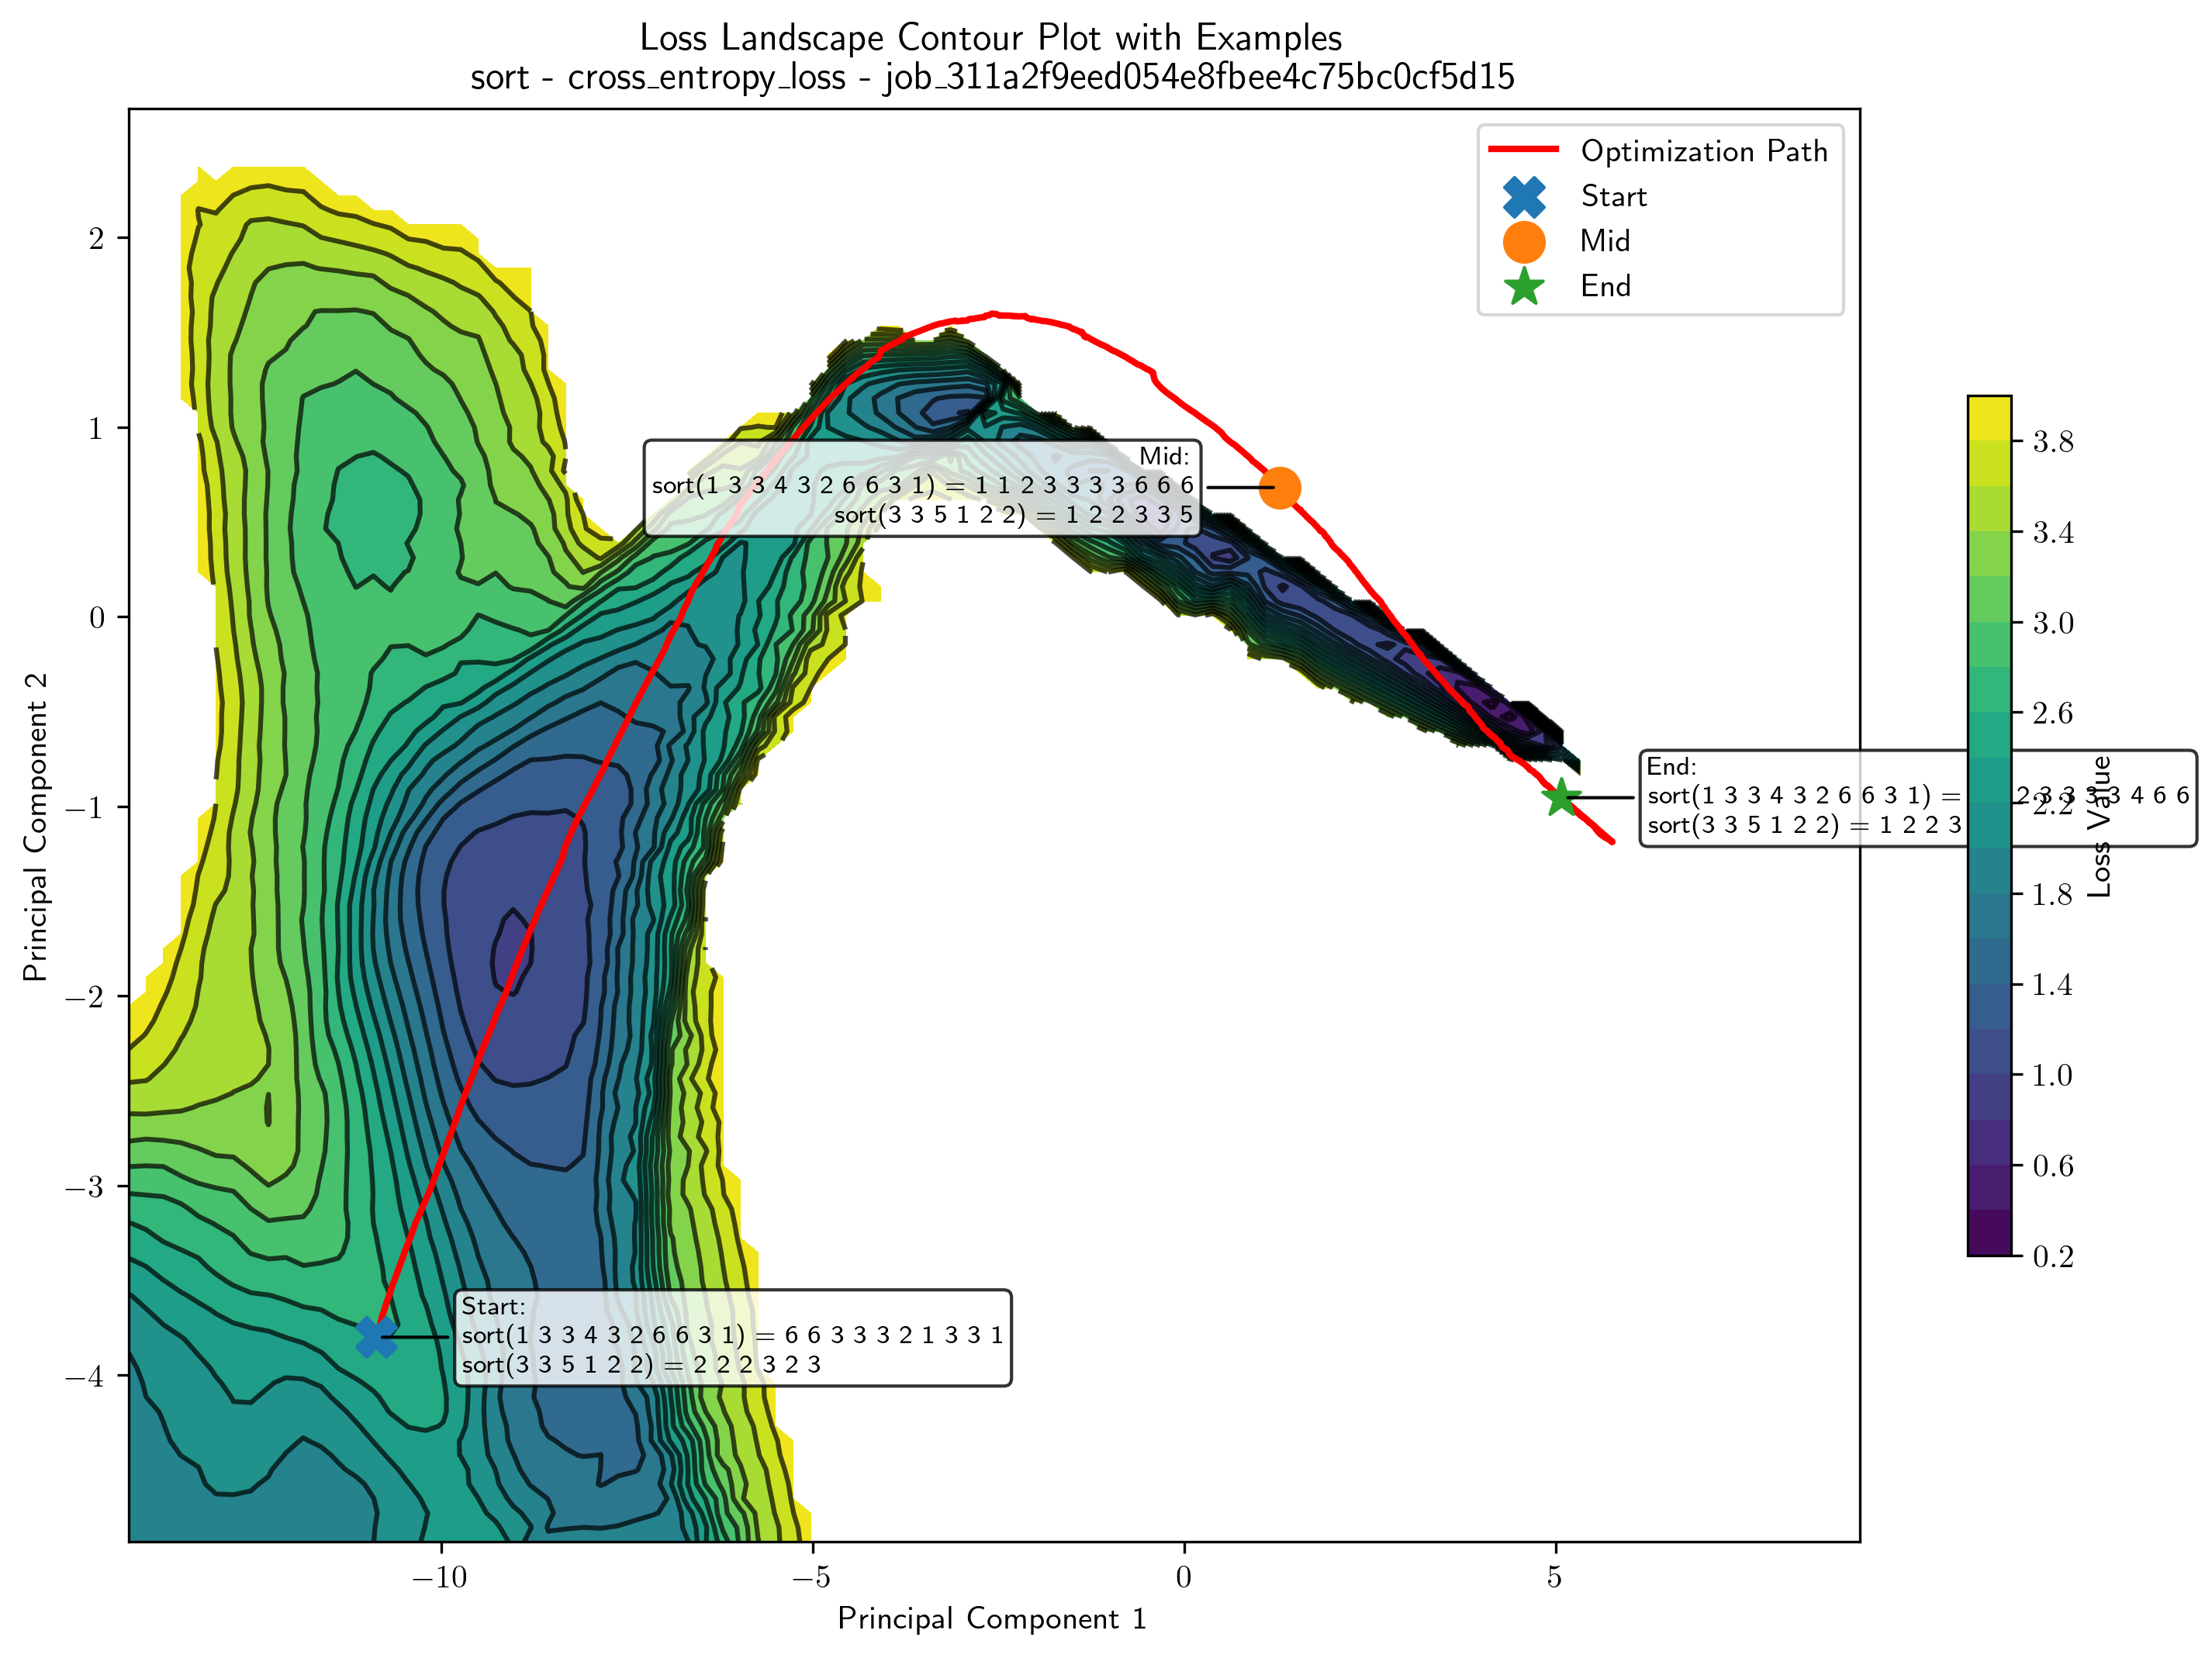 Loss Landscape Contour Plot with Examples
sort - cross_entropy_loss - job_311a2f9eed054e8fbee4c75bc0cf5d15
Optimization Path
Start
Mid
End
2
1
0
−1
−2
−3
−4
Principal Component 2
Mid:
sort(1 3 3 4 3 2 6 6 3 1) = 1 1 2 3 3 3 3 6 6 6
sort(3 3 5 1 2 2) = 1 2 2 3 3 5
End:
sort(1 3 3 4 3 2 6 6 3 1) = 2 3 3 3 3 4 6 6
sort(3 3 5 1 2 2) = 1 2 2 3
Start:
sort(1 3 3 4 3 2 6 6 3 1) = 6 6 3 3 3 2 1 3 3 1
sort(3 3 5 1 2 2) = 2 2 2 3 2 3
−10
−5
0
5
Principal Component 1
3.8
3.4
3.0
2.6
2.2
1.8
1.4
1.0
0.6
0.2
Loss Value